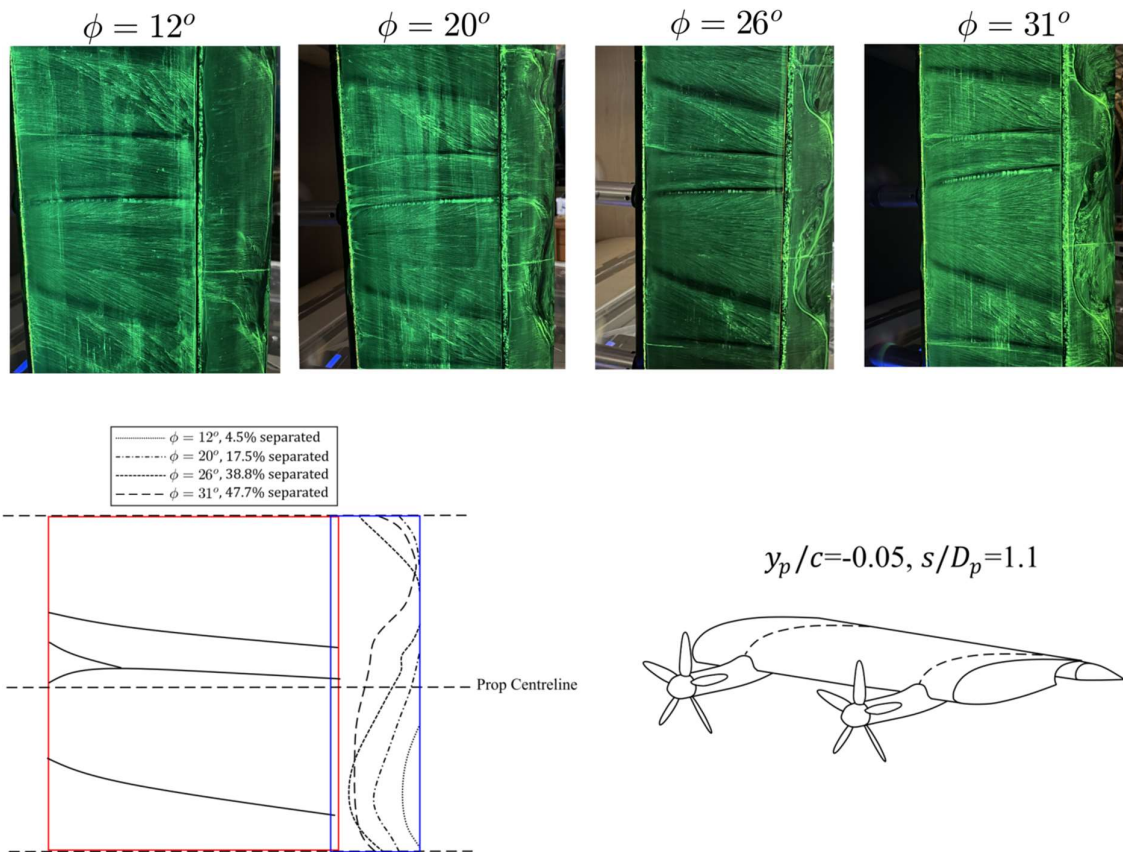 ϕ = 12° ϕ = 20° ϕ = 26° ϕ = 31°
ϕ = 12°, 4.5% separated
ϕ = 20°, 17.5% separated
ϕ = 26°, 38.8% separated
ϕ = 31°, 47.7% separated
y_p/c=-0.05, s/D_p=1.1
Prop Centreline